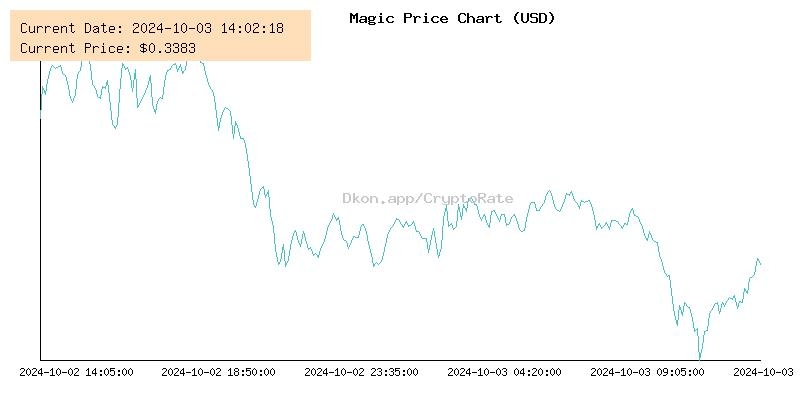 Magic Price Chart (USD)
Current Date: 2024-10-03 14:02:18
Current Price: $0.3383
Dkon.app/CryptoRate
2024-10-02 14:05:00 2024-10-02 18:50:00 2024-10-02 23:35:00 2024-10-03 04:20:00 2024-10-03 09:05:00 2024-10-03